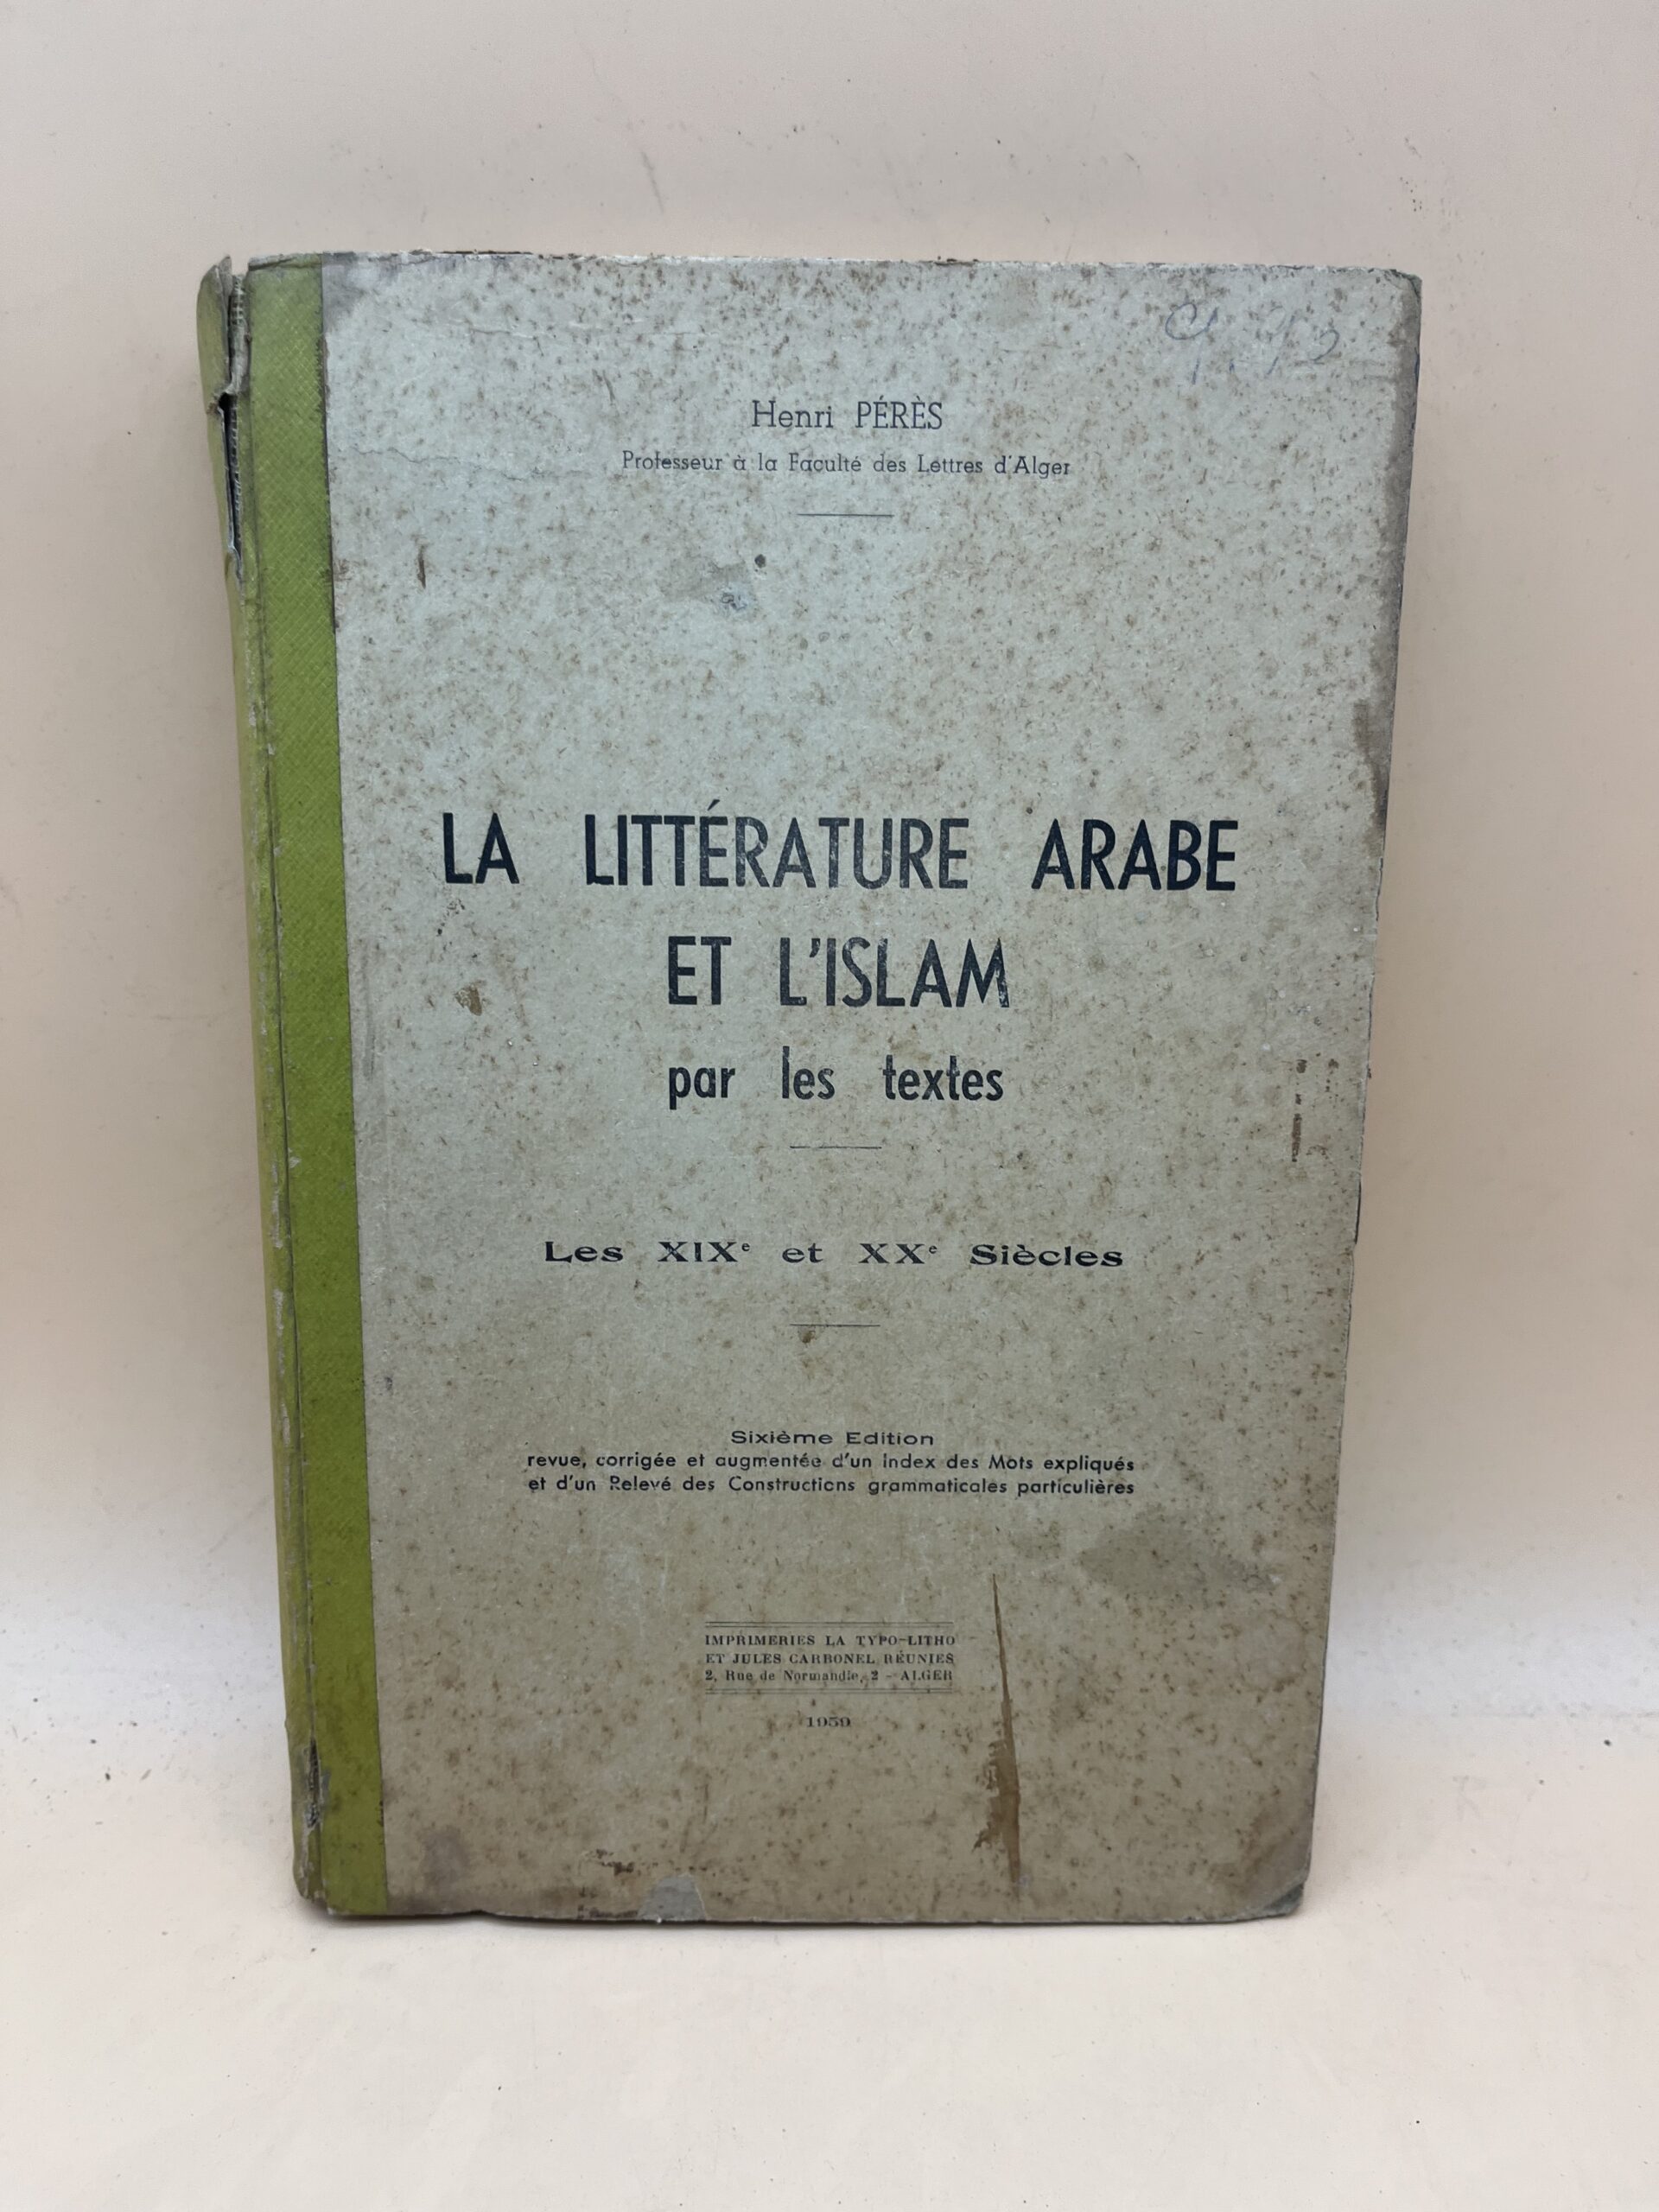 Henri PÉRÈS
Professeur à la Faculté des Lettres d'Alger
LA LITTÉRATURE ARABE
ET L'ISLAM
par les textes
Les XIXe et XXe Siècles
Sixième Edition
revue, corrigée et augmentée d'un Index des Mots expliqués
et d'un Relevé des Constructions grammaticales particulières
IMPRIMERIES LA TYPO-LITHO
ET JULES CARBONEL RÉUNIES
2, Rue de Normandie, 2 - ALGER
1959